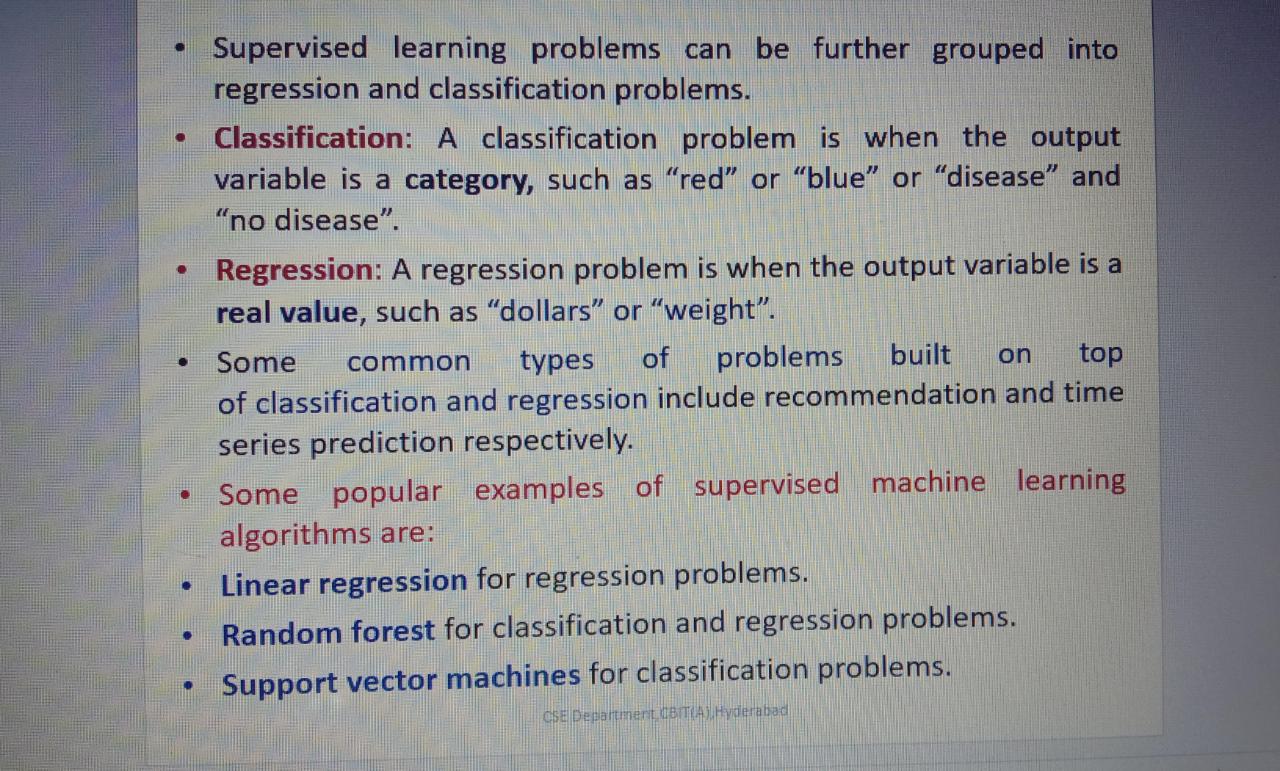 • Supervised learning problems can be further grouped into
regression and classification problems.
• Classification: A classification problem is when the output
variable is a category, such as “red” or “blue” or “disease” and
“no disease”.
• Regression: A regression problem is when the output variable is a
real value, such as “dollars” or “weight”.
• Some common types of problems built on top
of classification and regression include recommendation and time
series prediction respectively.
• Some popular examples of supervised machine learning
algorithms are:
• Linear regression for regression problems.
• Random forest for classification and regression problems.
• Support vector machines for classification problems.
CSE Department,CBIT(A),Hyderabad